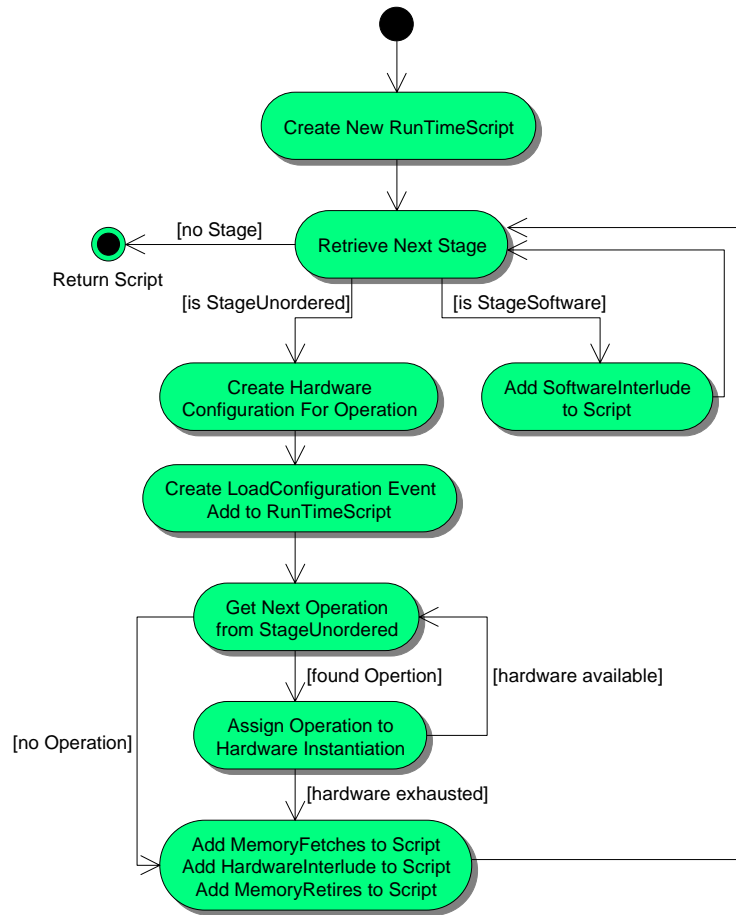 Create New RunTimeScript
[no Stage]
Retrieve Next Stage
Return Script
[is StageUnordered]
[is StageSoftware]
Create Hardware
Configuration For Operation
Add SoftwareInterlude
to Script
Create LoadConfiguration Event
Add to RunTimeScript
Get Next Operation
from StageUnordered
[found Opertion]
[hardware available]
Assign Operation to
Hardware Instantiation
[no Operation]
[hardware exhausted]
Add MemoryFetches to Script
Add HardwareInterlude to Script
Add MemoryRetires to Script